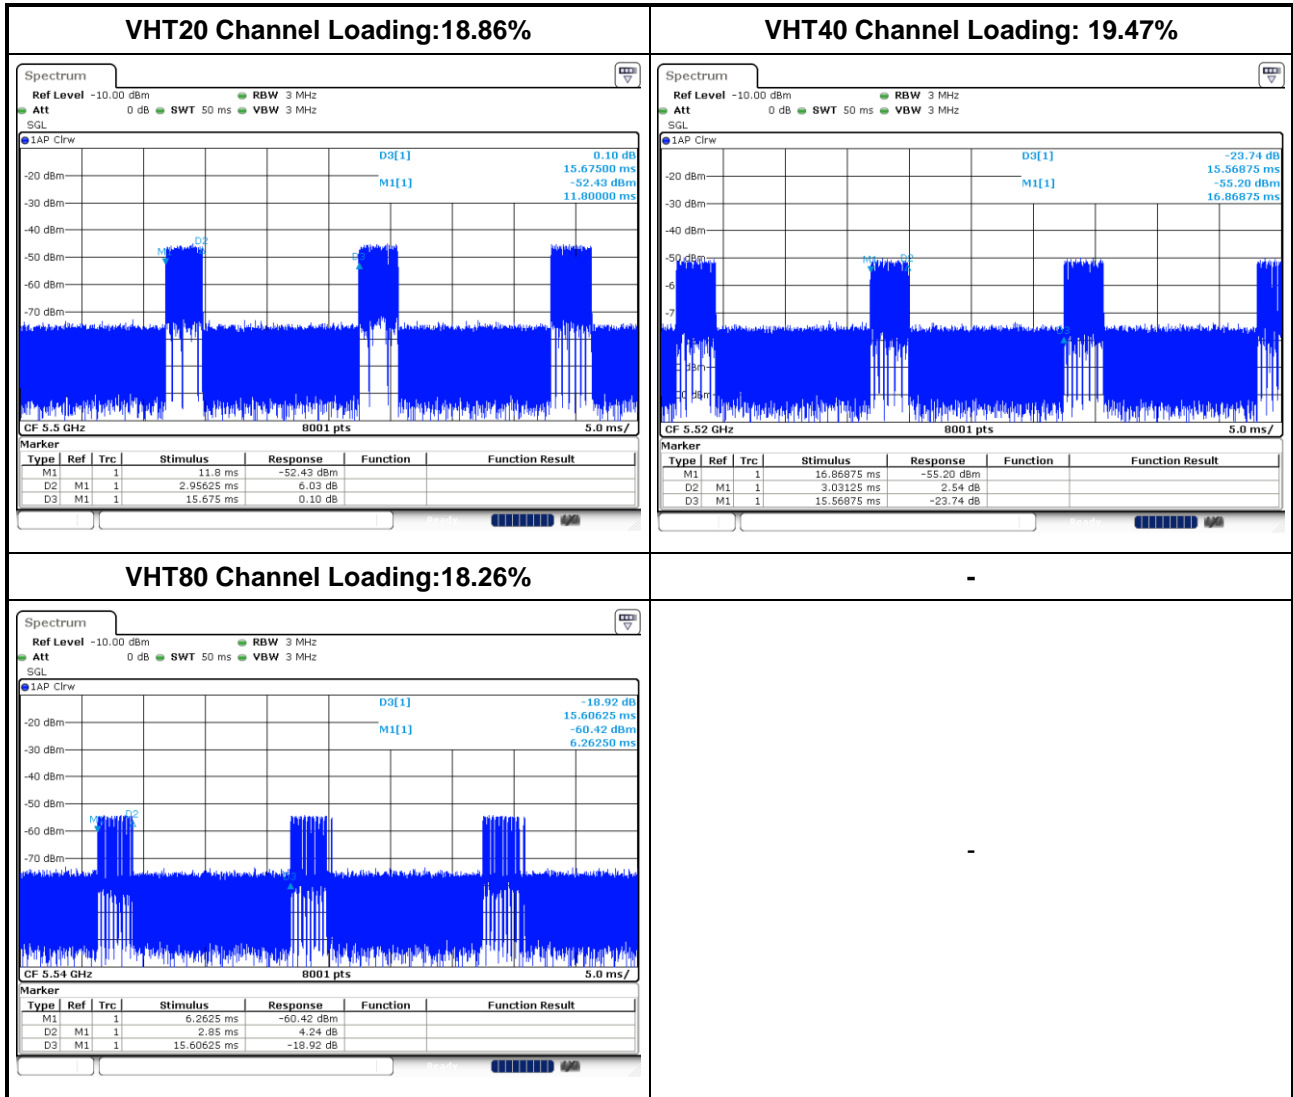 VHT20 Channel Loading:18.86%
VHT40 Channel Loading: 19.47%
Spectrum
Ref Level -10.00 dBm RBW 3 MHz
Att 0 dB SWT 50 ms VBW 3 MHz
SGL
1AP Clrw
D3[1] 0.10 dB
15.67500 ms
M1[1] -52.43 dBm
11.80000 ms
-20 dBm
-30 dBm
-40 dBm
-50 dBm
-60 dBm
-70 dBm
D2
CF 5.5 GHz 8001 pts 5.0 ms/
Marker
Type Ref Trc Stimulus Response Function Function Result
M1 1 11.8 ms -52.43 dBm
D2 M1 1 2.95625 ms 6.03 dB
D3 M1 1 15.675 ms 0.10 dB
Spectrum
Ref Level -10.00 dBm RBW 3 MHz
Att 0 dB SWT 50 ms VBW 3 MHz
SGL
1AP Clrw
D3[1] -23.74 dB
15.56875 ms
M1[1] -55.20 dBm
16.86875 ms
-20 dBm
-30 dBm
-40 dBm
-50 dBm
M1 D2
CF 5.52 GHz 8001 pts 5.0 ms/
Marker
Type Ref Trc Stimulus Response Function Function Result
M1 1 16.86875 ms -55.20 dBm
D2 M1 1 3.03125 ms 2.54 dB
D3 M1 1 15.56875 ms -23.74 dB
VHT80 Channel Loading:18.26%
-
Spectrum
Ref Level -10.00 dBm RBW 3 MHz
Att 0 dB SWT 50 ms VBW 3 MHz
SGL
1AP Clrw
D3[1] -18.92 dB
15.60625 ms
M1[1] -60.42 dBm
6.26250 ms
-20 dBm
-30 dBm
-40 dBm
-50 dBm
-60 dBm
-70 dBm
D2
CF 5.54 GHz 8001 pts 5.0 ms/
Marker
Type Ref Trc Stimulus Response Function Function Result
M1 1 6.2625 ms -60.42 dBm
D2 M1 1 2.85 ms 4.24 dB
D3 M1 1 15.60625 ms -18.92 dB
-